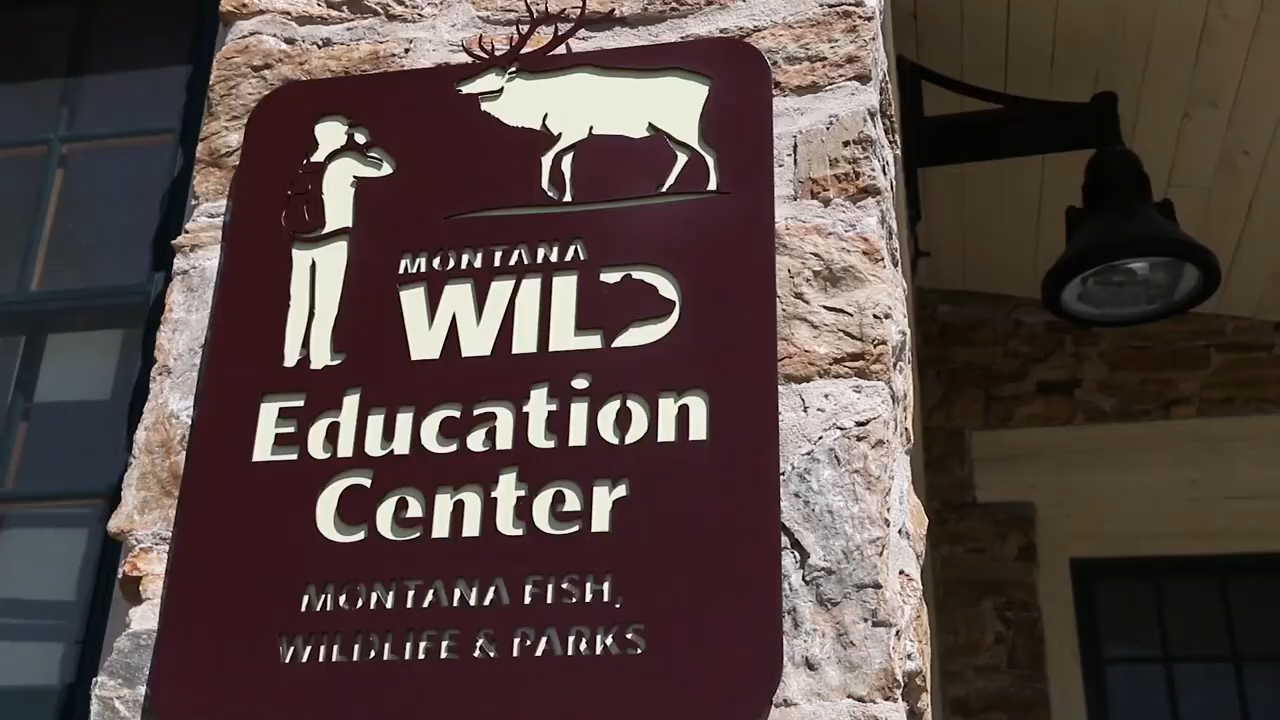 MONTANA
WILD
Education
Center
MONTANA FISH,
WILDLIFE & PARKS